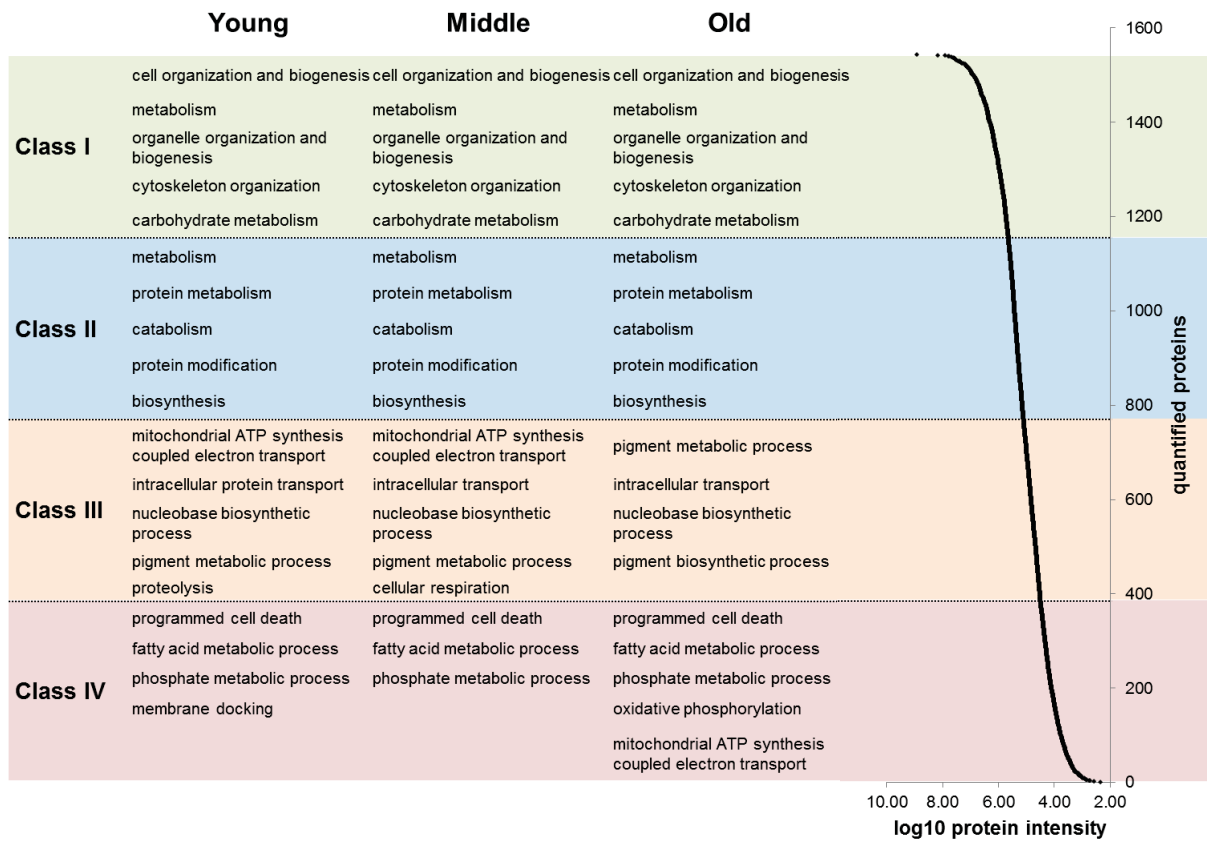 Young Middle Old
Class I
cell organization and biogenesis cell organization and biogenesis cell organization and biogenesis
metabolism metabolism metabolism
organelle organization and organelle organization and organelle organization and
biogenesis biogenesis biogenesis
cytoskeleton organization cytoskeleton organization cytoskeleton organization
carbohydrate metabolism carbohydrate metabolism carbohydrate metabolism
Class II
metabolism metabolism metabolism
protein metabolism protein metabolism protein metabolism
catabolism catabolism catabolism
protein modification protein modification protein modification
biosynthesis biosynthesis biosynthesis
Class III
mitochondrial ATP synthesis mitochondrial ATP synthesis
coupled electron transport coupled electron transport pigment metabolic process
intracellular protein transport intracellular transport intracellular transport
nucleobase biosynthetic nucleobase biosynthetic nucleobase biosynthetic
process process process
pigment metabolic process pigment metabolic process pigment biosynthetic process
proteolysis cellular respiration
Class IV
programmed cell death programmed cell death programmed cell death
fatty acid metabolic process fatty acid metabolic process fatty acid metabolic process
phosphate metabolic process phosphate metabolic process phosphate metabolic process
membrane docking oxidative phosphorylation
mitochondrial ATP synthesis
coupled electron transport
1600
1400
1200
1000
800
600
400
200
0
quantified proteins
10.00 8.00 6.00 4.00 2.00
log10 protein intensity